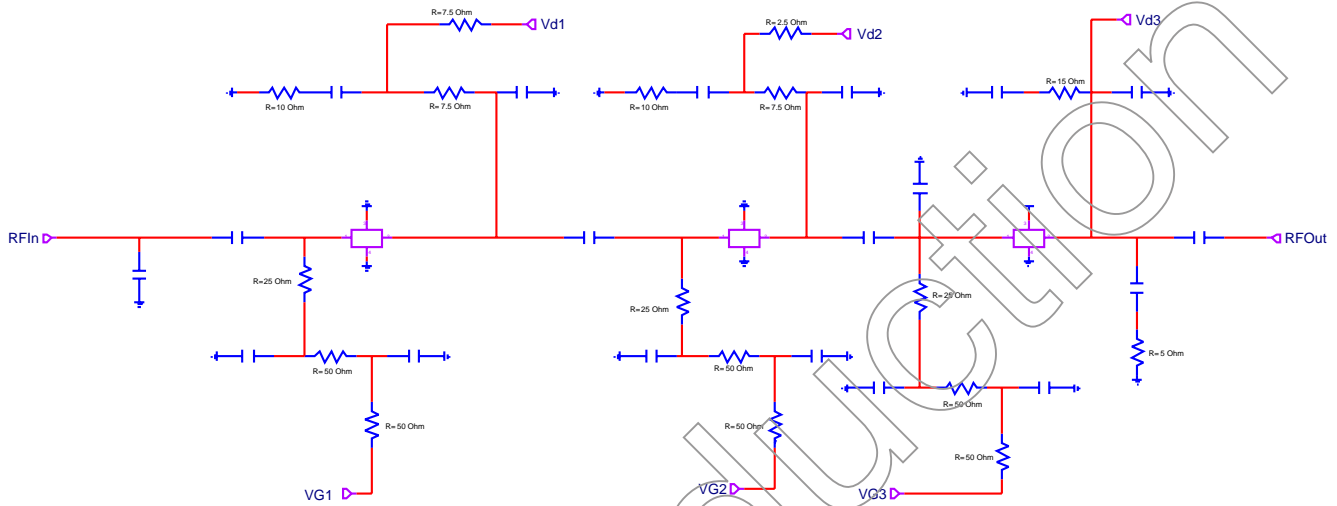 R=7.5 Ohm
Vd1
R=2.5 Ohm
Vd2
Vd3
R=10 Ohm
R=7.5 Ohm
R=10 Ohm
R=7.5 Ohm
R=15 Ohm
RFIn
RFOut
R=25 Ohm
R=25 Ohm
R=25 Ohm
R=50 Ohm
R=50 Ohm
R=50 Ohm
R=5 Ohm
R=50 Ohm
R=50 Ohm
R=50 Ohm
VG1
VG2
VG3
duction